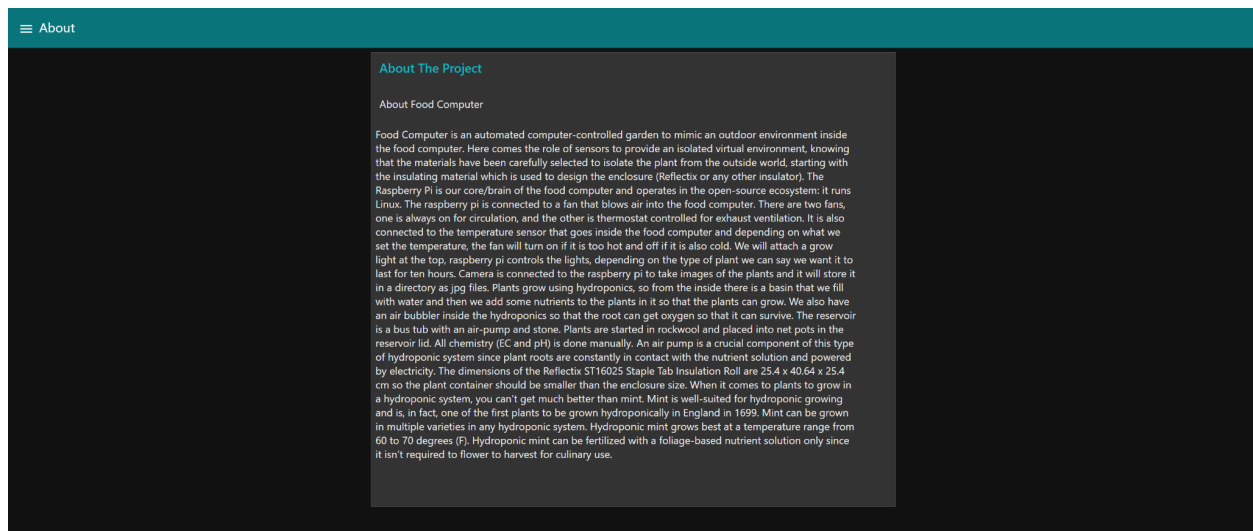 About
About The Project
About Food Computer
Food Computer is an automated computer-controlled garden to mimic an outdoor environment inside
the food computer. Here comes the role of sensors to provide an isolated virtual environment, knowing
that the materials have been carefully selected to isolate the plant from the outside world, starting with
the insulating material which is used to design the enclosure (Reflectix or any other insulator). The
Raspberry Pi is our core/brain of the food computer and operates in the open-source ecosystem: it runs
Linux. The raspberry pi is connected to a fan that blows air into the food computer. There are two fans,
one is always on for circulation, and the other is thermostat controlled for exhaust ventilation. It is also
connected to the temperature sensor that goes inside the food computer and depending on what we
set the temperature, the fan will turn on if it is too hot and off if it is also cold. We will attach a grow
light at the top, raspberry pi controls the lights, depending on the type of plant we can say we want it to
last for ten hours. Camera is connected to the raspberry pi to take images of the plants and it will store it
in a directory as jpg files. Plants grow using hydroponics, so from the inside there is a basin that we fill
with water and then we add some nutrients to the plants in it so that the plants can grow. We also have
an air bubbler inside the hydroponics so that the root can get oxygen so that it can survive. The reservoir
is a bus tub with an air-pump and stone. Plants are started in rockwool and placed into net pots in the
reservoir lid. All chemistry (EC and pH) is done manually. An air pump is a crucial component of this type
of hydroponic system since plant roots are constantly in contact with the nutrient solution and powered
by electricity. The dimensions of the Reflectix ST16025 Staple Tab Insulation Roll are 25.4 x 40.64 x 25.4
cm so the plant container should be smaller than the enclosure size. When it comes to plants to grow in
a hydroponic system, you can't get much better than mint. Mint is well-suited for hydroponic growing
and is, in fact, one of the first plants to be grown hydroponically in England in 1699. Mint can be grown
in multiple varieties in any hydroponic system. Hydroponic mint grows best at a temperature range from
60 to 70 degrees (F). Hydroponic mint can be fertilized with a foliage-based nutrient solution only since
it isn't required to flower to harvest for culinary use.